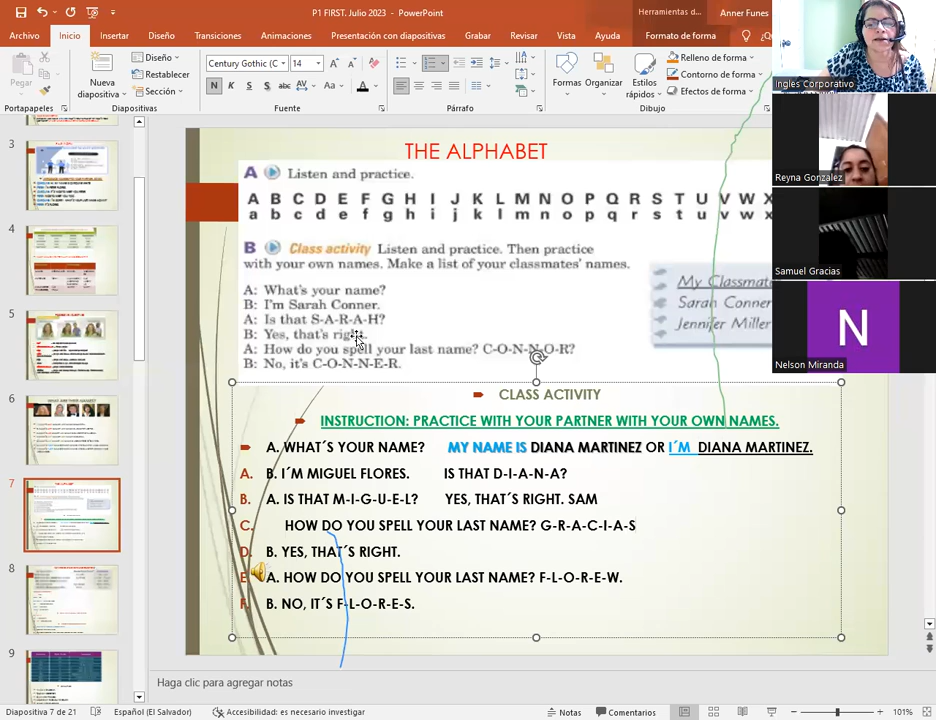 P1 FIRST. Julio 2023 - PowerPoint
Herramientas d...
Anner Funes
Archivo Inicio Insertar Diseño Transiciones Animaciones Presentación con diapositivas Grabar Revisar Vista Ayuda Formato de forma
Pegar
Nueva diapositiva
Diseño
Restablecer
Sección
Century Gothic (C 14
N K S abc AV Aa A
Formas Organizar Estilos rápidos
Relleno de forma
Contorno de forma
Efectos de forma
Portapapeles Diapositivas Fuente Párrafo Dibujo
Ingles Corporativo
Reyna Gonzalez
Samuel Gracias
N
Nelson Miranda
3
4
5
6
7
8
9
THE ALPHABET
A Listen and practice.
A B C D E F G H I J K L M N O P Q R S T U V W X
a b c d e f g h i j k l m n o p q r s t u v w x
B Class activity Listen and practice. Then practice
with your own names. Make a list of your classmates' names.
A: What's your name?
B: I'm Sarah Conner.
A: Is that S-A-R-A-H?
B: Yes, that's right.
A: How do you spell your last name? C-O-N-N-O-R?
B: No, it's C-O-N-N-E-R.
My Classmat
Sarah Conner
Jennifer Miller
CLASS ACTIVITY
INSTRUCTION: PRACTICE WITH YOUR PARTNER WITH YOUR OWN NAMES.
A. WHAT´S YOUR NAME? MY NAME IS DIANA MARTINEZ OR I´M DIANA MARTINEZ.
A. B. I´M MIGUEL FLORES. IS THAT D-I-A-N-A?
B. A. IS THAT M-I-G-U-E-L? YES, THAT´S RIGHT. SAM
C. HOW DO YOU SPELL YOUR LAST NAME? G-R-A-C-I-A-S
D. B. YES, THAT´S RIGHT.
E. A. HOW DO YOU SPELL YOUR LAST NAME? F-L-O-R-E-W.
F. B. NO, IT´S F-L-O-R-E-S.
Haga clic para agregar notas
Diapositiva 7 de 21 Español (El Salvador) Accesibilidad: es necesario investigar Notas Comentarios 101%